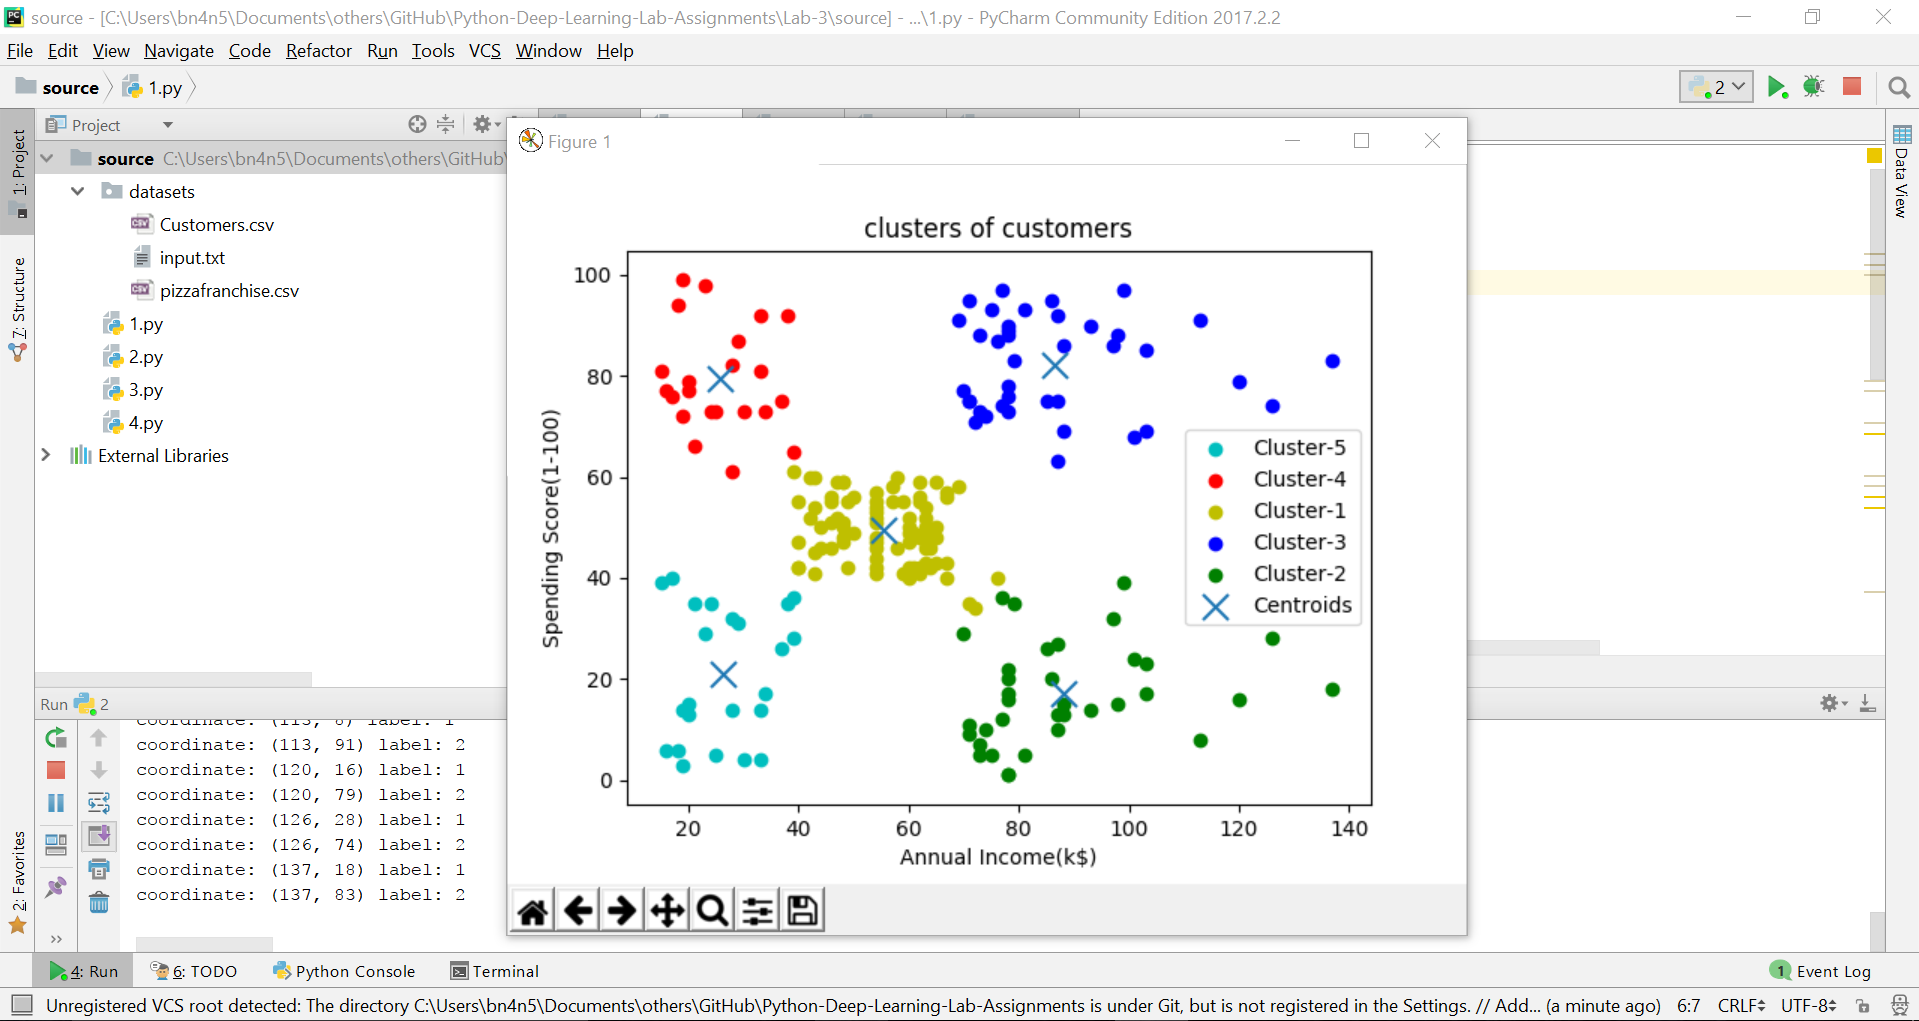 source - [C:\Users\bn4n5\Documents\others\GitHub\Python-Deep-Learning-Lab-Assignments\Lab-3\source] - ...\1.py - PyCharm Community Edition 2017.2.2
File Edit View Navigate Code Refactor Run Tools VCS Window Help
source 1.py 2
1: Project
7: Structure
2: Favorites
Data View
Project
source C:\Users\bn4n5\Documents\others\GitHub\
datasets
Customers.csv
input.txt
pizzafranchise.csv
1.py
2.py
3.py
4.py
External Libraries
Figure 1
clusters of customers
Spending Score(1-100)
100
80
60
40
20
0
20 40 60 80 100 120 140
Annual Income(k$)
Cluster-5
Cluster-4
Cluster-1
Cluster-3
Cluster-2
Centroids
Run 2
coordinate: (113, 8) label: 1
coordinate: (113, 91) label: 2
coordinate: (120, 16) label: 1
coordinate: (120, 79) label: 2
coordinate: (126, 28) label: 1
coordinate: (126, 74) label: 2
coordinate: (137, 18) label: 1
coordinate: (137, 83) label: 2
4: Run 6: TODO Python Console Terminal 1 Event Log
Unregistered VCS root detected: The directory C:\Users\bn4n5\Documents\others\GitHub\Python-Deep-Learning-Lab-Assignments is under Git, but is not registered in the Settings. // Add... (a minute ago) 6:7 CRLF UTF-8